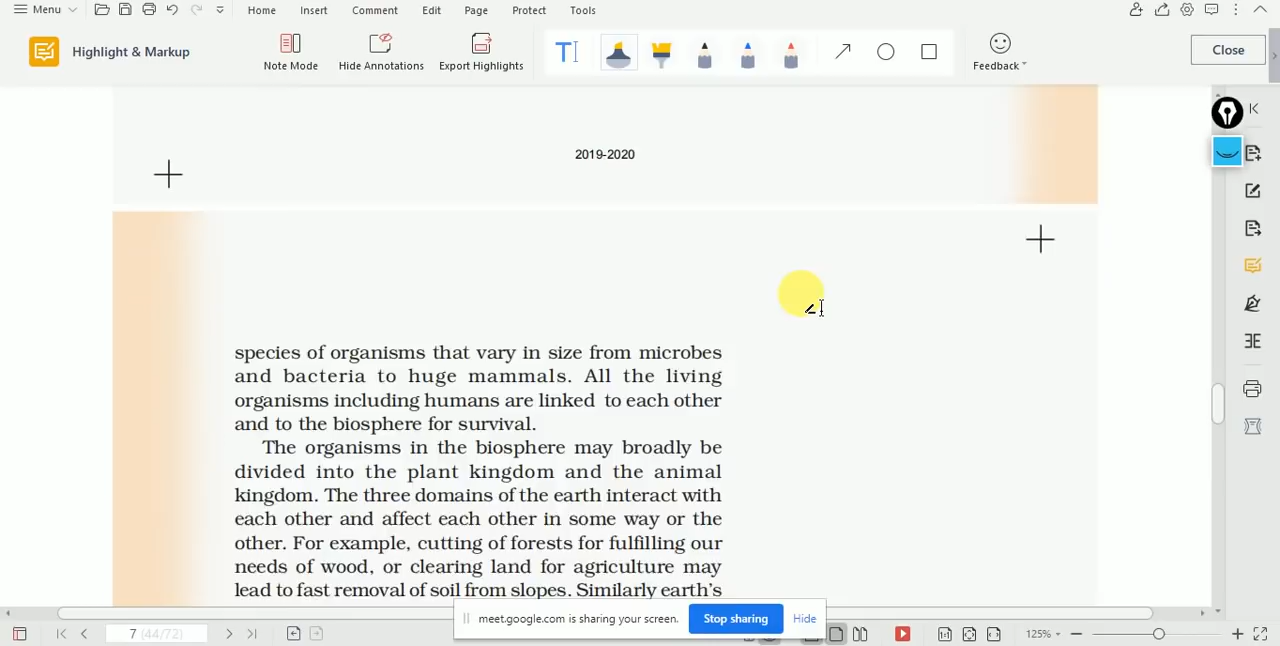 Menu
Home
Insert
Comment
Edit
Page
Protect
Tools
Highlight & Markup
Note Mode
Hide Annotations
Export Highlights
T
Feedback
Close
2019-2020
species of organisms that vary in size from microbes
and bacteria to huge mammals. All the living
organisms including humans are linked to each other
and to the biosphere for survival.
The organisms in the biosphere may broadly be
divided into the plant kingdom and the animal
kingdom. The three domains of the earth interact with
each other and affect each other in some way or the
other. For example, cutting of forests for fulfilling our
needs of wood, or clearing land for agriculture may
lead to fast removal of soil from slopes. Similarly earth's
meet.google.com is sharing your screen.
Stop sharing
Hide
7 (44/72)
125%